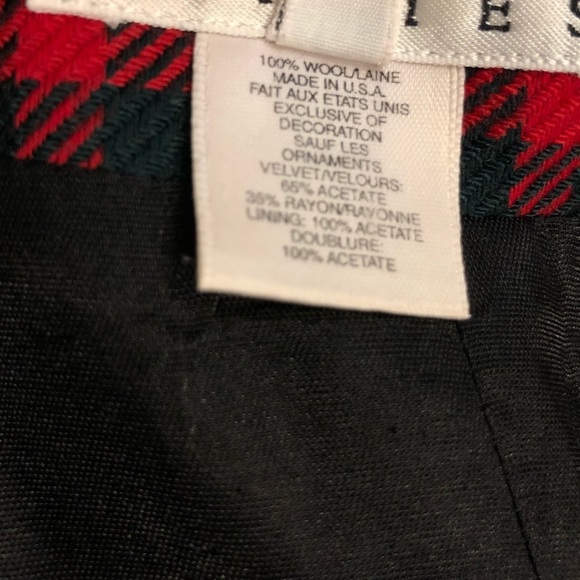 IES
100% WOOL/LAINE
MADE IN U.S.A.
FAIT AUX ETATS UNIS
EXCLUSIVE OF
DECORATION
SAUF LES
ORNAMENTS
VELVET/VELOURS:
65% ACETATE
35% RAYON/RAYONNE
LINING: 100% ACETATE
DOUBLURE:
100% ACETATE